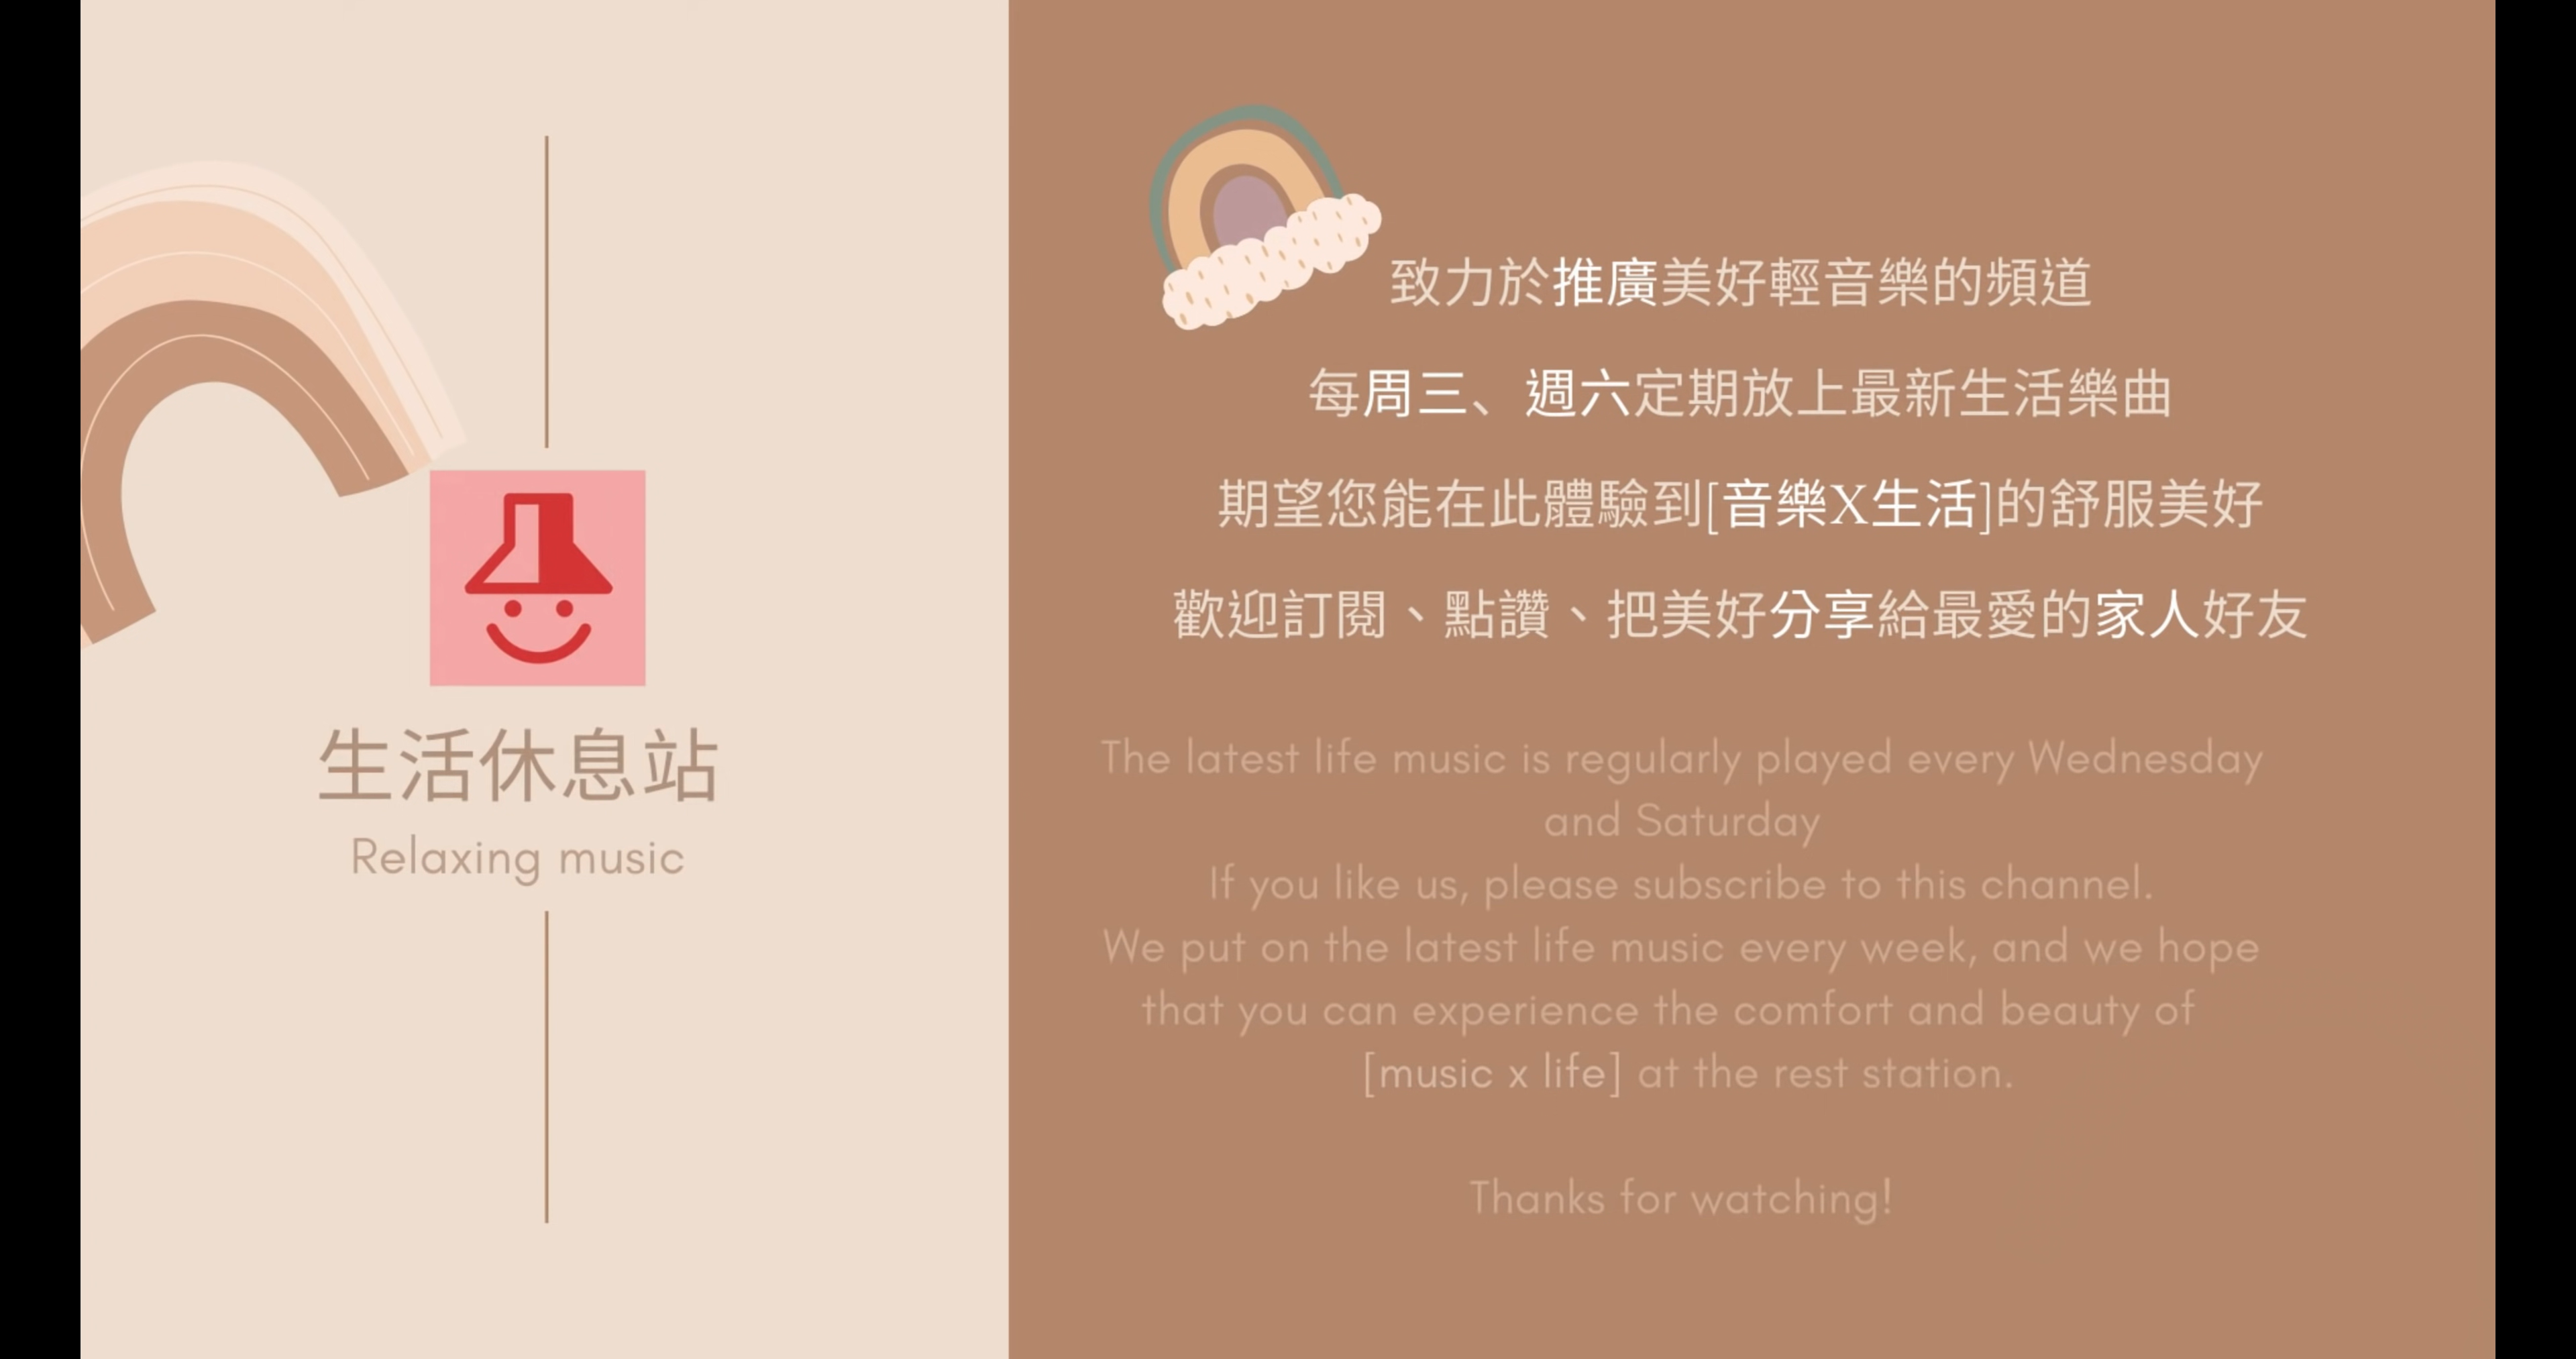 生活休息站
Relaxing music
致力於推廣美好輕音樂的頻道
每周三、週六定期放上最新生活樂曲
期望您能在此體驗到[音樂X生活]的舒服美好
歡迎訂閱、點讚、把美好分享給最愛的家人好友
The latest life music is regularly played every Wednesday
and Saturday
If you like us, please subscribe to this channel.
We put on the latest life music every week, and we hope
that you can experience the comfort and beauty of
[music x life] at the rest station.
Thanks for watching!